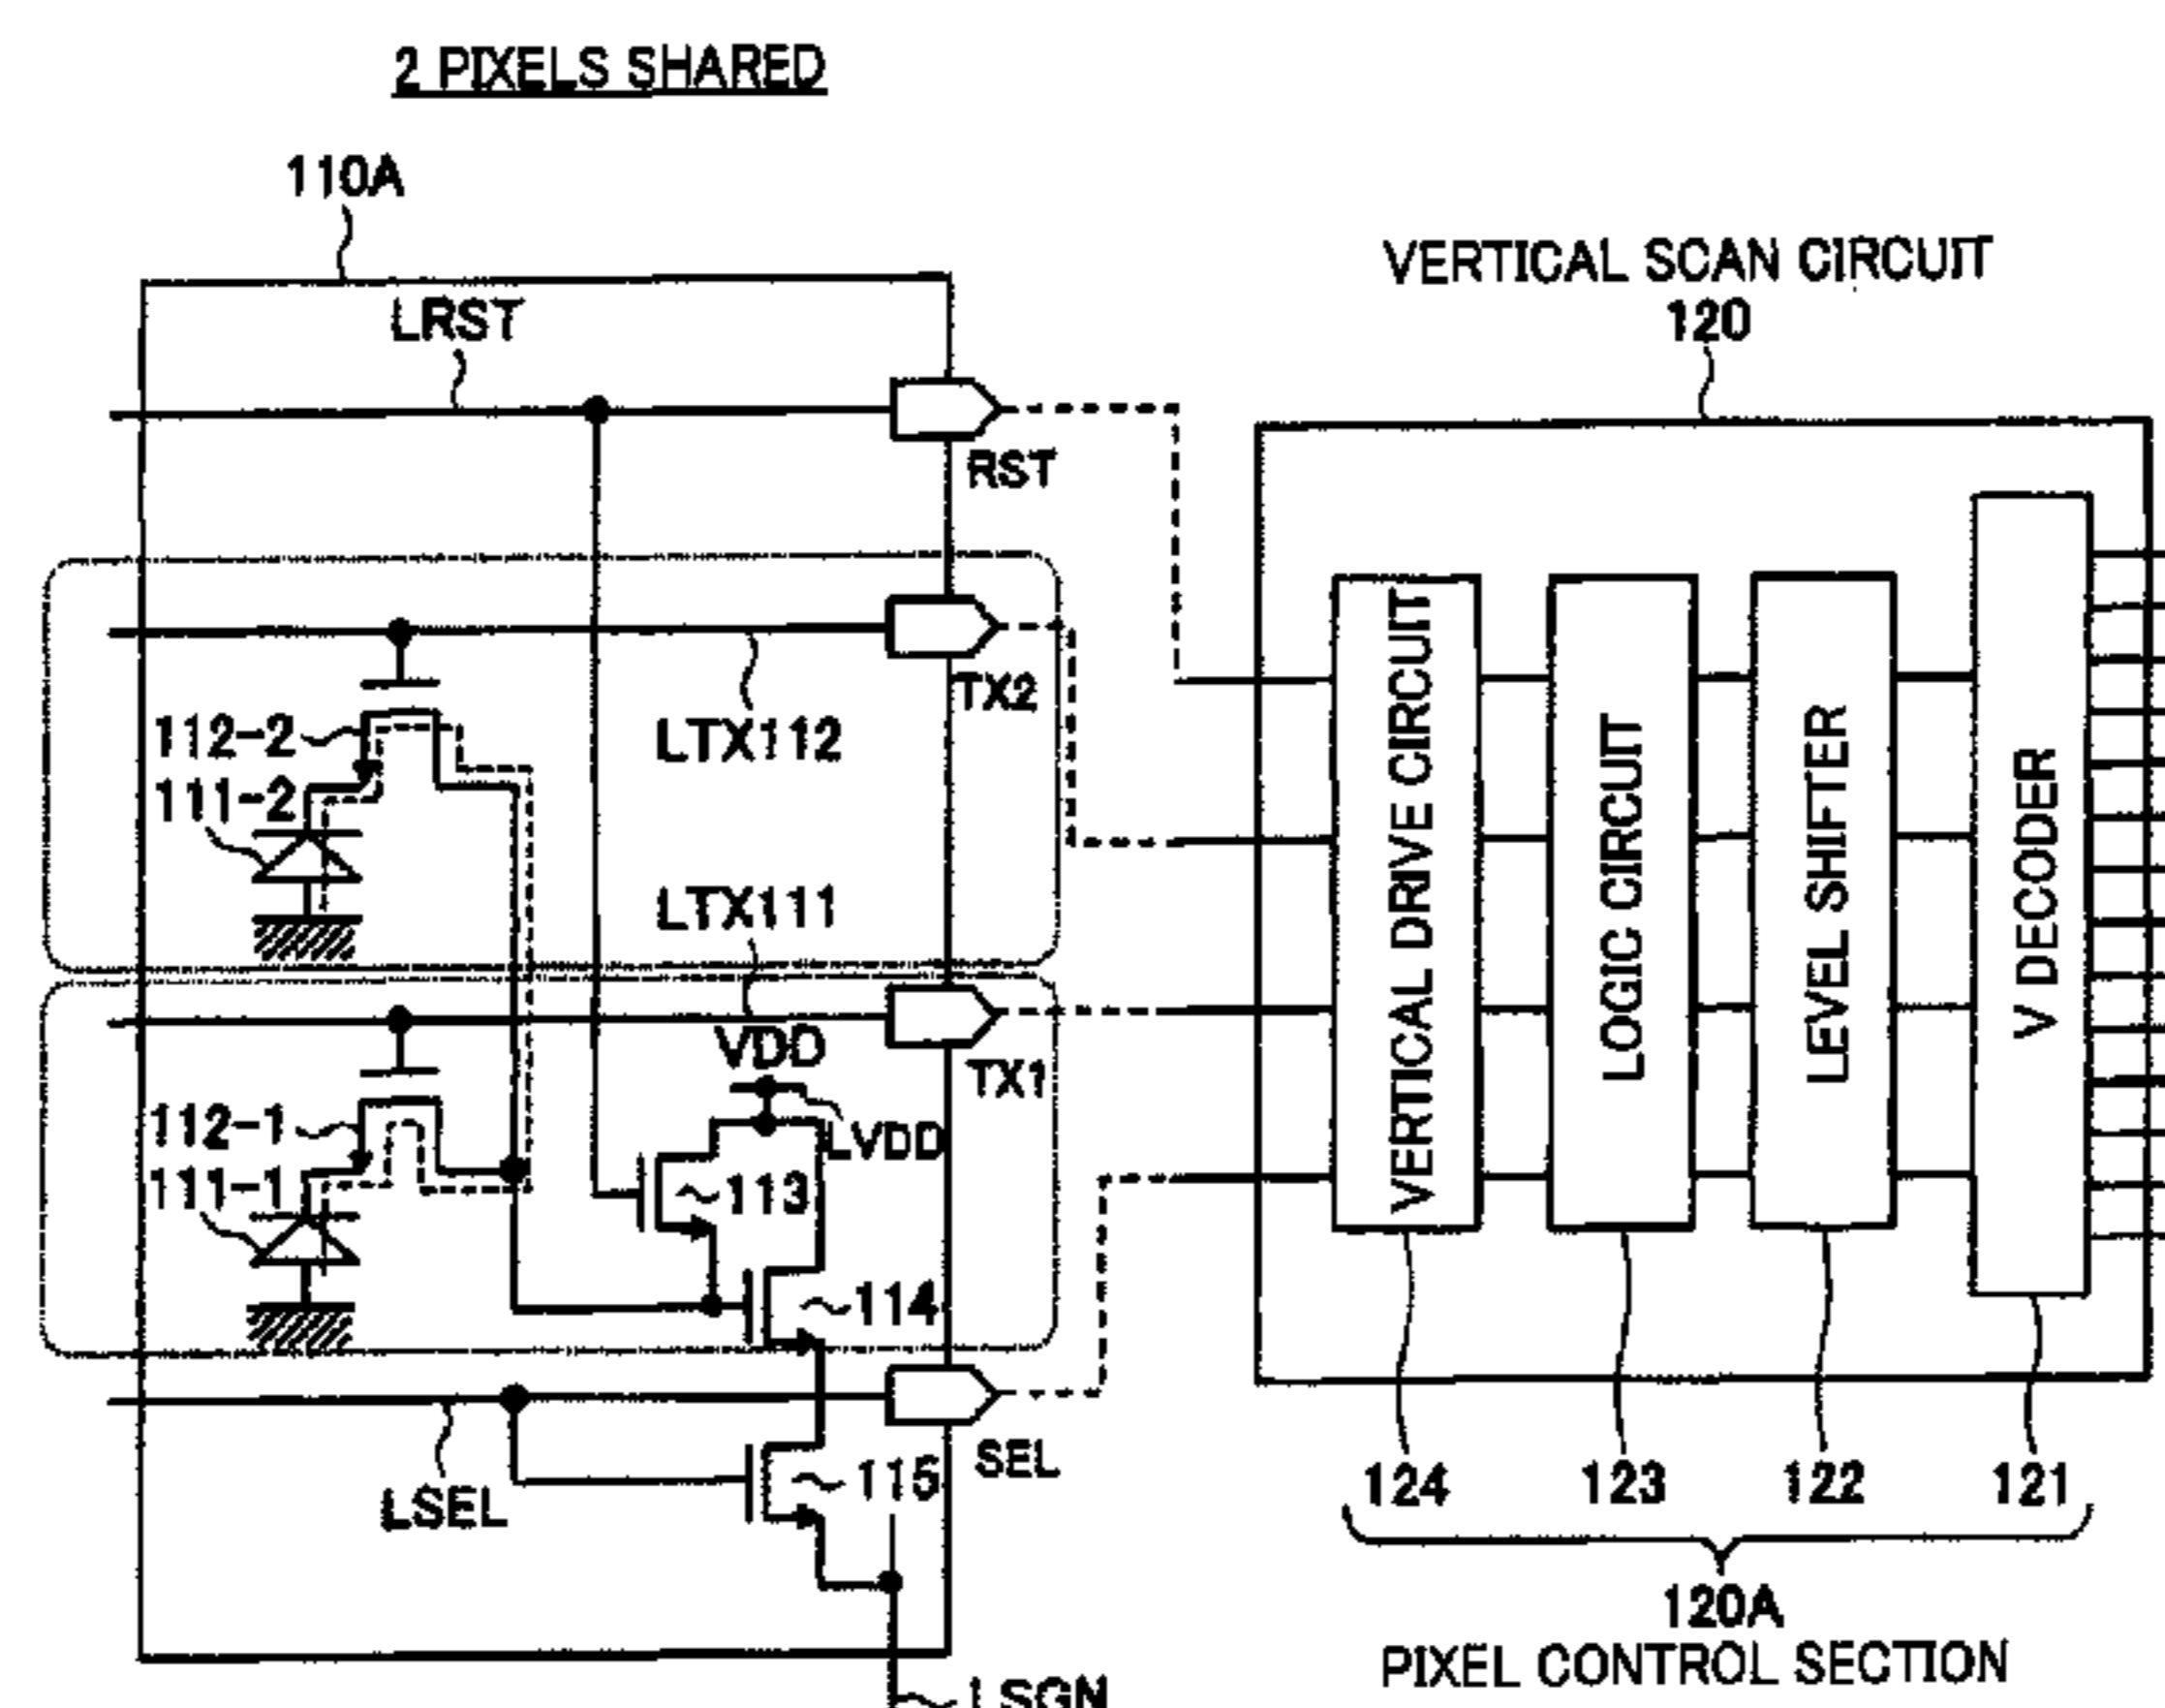 2 PIXELS SHARED
110A
LRST
RST
VERTICAL SCAN CIRCUIT
120
TX2
LTX112
112-2
111-2
LTX111
TX1
VDD
LVDD
112-1
111-1
113
114
SEL
115
LSEL
LSGN
VERTICAL DRIVE CIRCUIT
LOGIC CIRCUIT
LEVEL SHIFTER
V DECODER
124
123
122
121
120A
PIXEL CONTROL SECTION